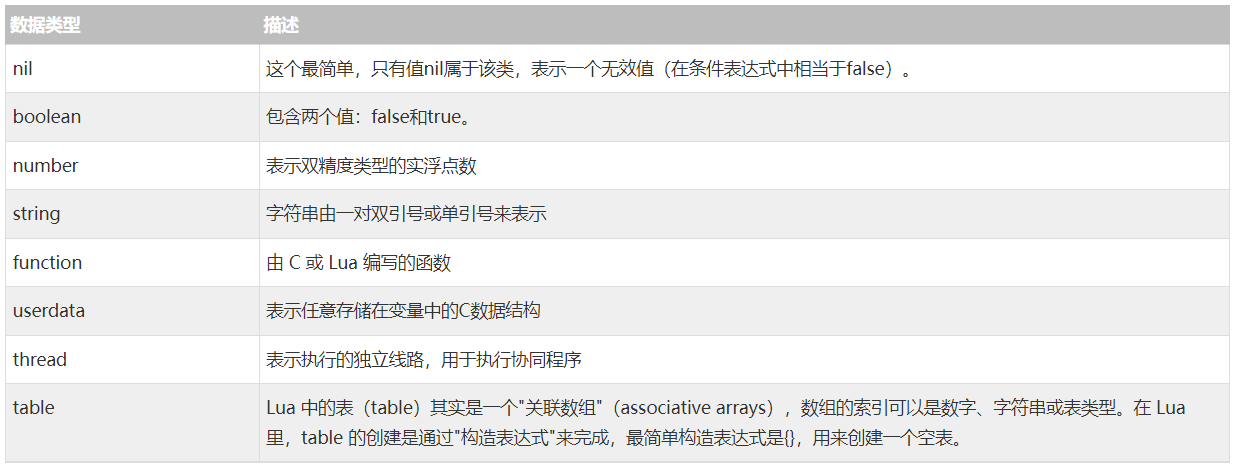 数据类型 描述
nil 这个最简单，只有值nil属于该类，表示一个无效值（在条件表达式中相当于false）。
boolean 包含两个值：false和true。
number 表示双精度类型的实浮点数
string 字符串由一对双引号或单引号来表示
function 由 C 或 Lua 编写的函数
userdata 表示任意存储在变量中的C数据结构
thread 表示执行的独立线路，用于执行协同程序
table Lua 中的表（table）其实是一个"关联数组"（associative arrays），数组的索引可以是数字、字符串或表类型。在 Lua
里，table 的创建是通过"构造表达式"来完成，最简单构造表达式是{}，用来创建一个空表。